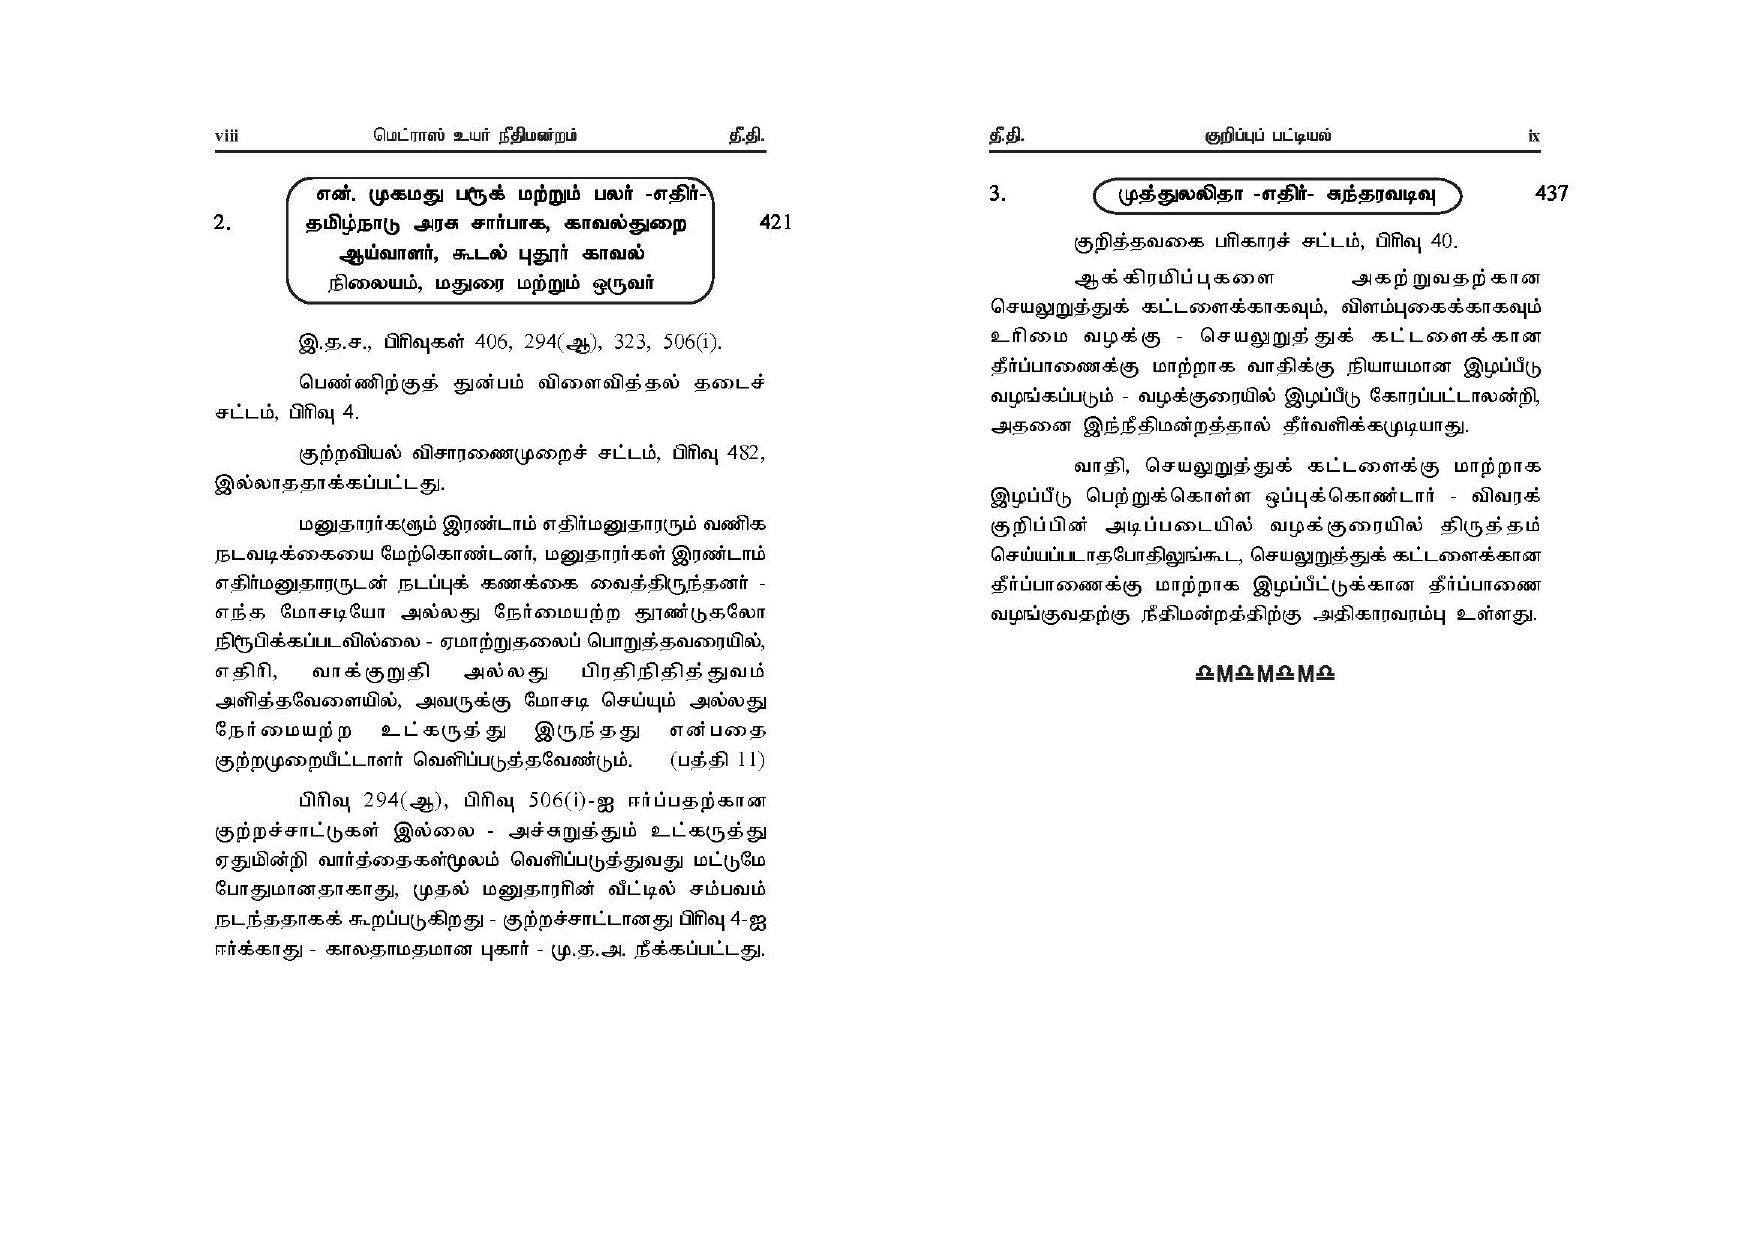 viii மெட்ராஸ் உயர் நீதிமன்றம் தீ.தி.
2.
என். முகமது பருக் மற்றும் பலர் -எதிர்-
தமிழ்நாடு அரசு சார்பாக, காவல்துறை
ஆய்வாளர், கூடல் புதூர் காவல்
நிலையம், மதுரை மற்றும் ஒருவர்
421
இ.த.ச., பிரிவுகள் 406, 294(ஆ), 323, 506(i).
பெண்ணிற்குத் துன்பம் விளைவித்தல் தடைச்
சட்டம், பிரிவு 4.
குற்றவியல் விசாரணைமுறைச் சட்டம், பிரிவு 482,
இல்லாததாக்கப்பட்டது.
மனுதாரர்களும் இரண்டாம் எதிர்மனுதாரரும் வணிக
நடவடிக்கையை மேற்கொண்டனர், மனுதாரர்கள் இரண்டாம்
எதிர்மனுதாரருடன் நடப்புக் கணக்கை வைத்திருந்தனர் -
எந்த மோசடியோ அல்லது நேர்மையற்ற தூண்டுதலோ
நிரூபிக்கப்படவில்லை - ஏமாற்றுதலைப் பொறுத்தவரையில்,
எதிரி, வாக்குறுதி அல்லது பிரதிநிதித்துவம்
அளித்தவேளையில், அவருக்கு மோசடி செய்யும் அல்லது
நேர்மையற்ற உட்கருத்து இருந்தது என்பதை
குற்றமுறையீட்டாளர் வெளிப்படுத்தவேண்டும். (பத்தி 11)
பிரிவு 294(ஆ), பிரிவு 506(i)-ஐ ஈர்ப்பதற்கான
குற்றச்சாட்டுகள் இல்லை - அச்சுறுத்தும் உட்கருத்து
ஏதுமின்றி வார்த்தைகள்மூலம் வெளிப்படுத்துவது மட்டுமே
போதுமானதாகாது, முதல் மனுதாரரின் வீட்டில் சம்பவம்
நடந்ததாகக் கூறப்படுகிறது - குற்றச்சாட்டானது பிரிவு 4-ஐ
ஈர்க்காது - காலதாமதமான புகார் - மு.த.அ. நீக்கப்பட்டது.
தீ.தி. குறிப்புப் பட்டியல் ix
3. முத்துலலிதா -எதிர்- சுந்தரவடிவு 437
குறித்தவகை பரிகாரச் சட்டம், பிரிவு 40.
ஆக்கிரமிப்புகளை அகற்றுவதற்கான
செயலுறுத்துக் கட்டளைக்காகவும், விளம்புகைக்காகவும்
உரிமை வழக்கு - செயலுறுத்துக் கட்டளைக்கான
தீர்ப்பாணைக்கு மாற்றாக வாதிக்கு நியாயமான இழப்பீடு
வழங்கப்படும் - வழக்குரையில் இழப்பீடு கோரப்பட்டாலன்றி,
அதனை இந்நீதிமன்றத்தால் தீர்வளிக்கமுடியாது.
வாதி, செயலுறுத்துக் கட்டளைக்கு மாற்றாக
இழப்பீடு பெற்றுக்கொள்ள ஒப்புக்கொண்டார் - விவரக்
குறிப்பின் அடிப்படையில் வழக்குரையில் திருத்தம்
செய்யப்படாதபோதிலுங்கூட, செயலுறுத்துக் கட்டளைக்கான
தீர்ப்பாணைக்கு மாற்றாக இழப்பீட்டுக்கான தீர்ப்பாணை
வழங்குவதற்கு நீதிமன்றத்திற்கு அதிகாரவரம்பு உள்ளது.
♎M♎M♎M♎